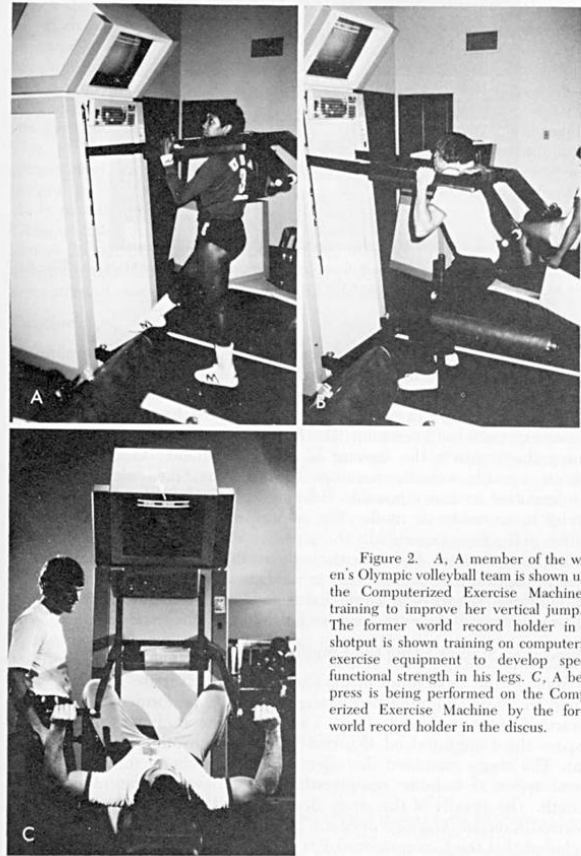 A
B
C
Figure 2. A, A member of the w
en's Olympic volleyball team is shown u
the Computerized Exercise Machine
training to improve her vertical jump.
The former world record holder in
shotput is shown training on computeri
exercise equipment to develop spe
functional strength in his legs. C, A be
press is being performed on the Comp
erized Exercise Machine by the for
world record holder in the discus.